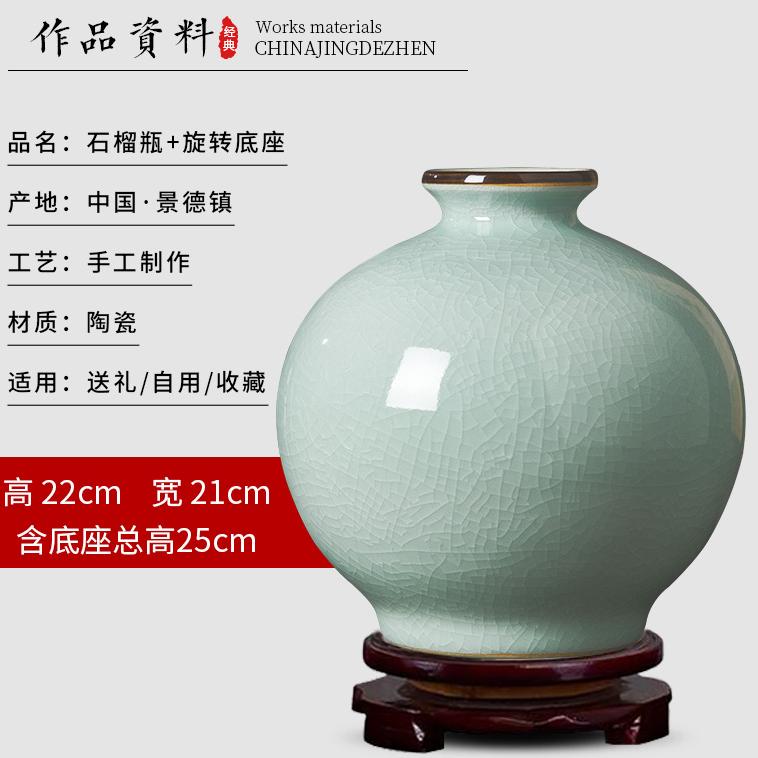 作品資料
经典
Works materials
CHINAJINGDEZHEN
品名：石榴瓶+旋转底座
产地：中国·景德镇
工艺：手工制作
材质：陶瓷
适用：送礼/自用/收藏
高 22cm 宽 21cm
含底座总高25cm